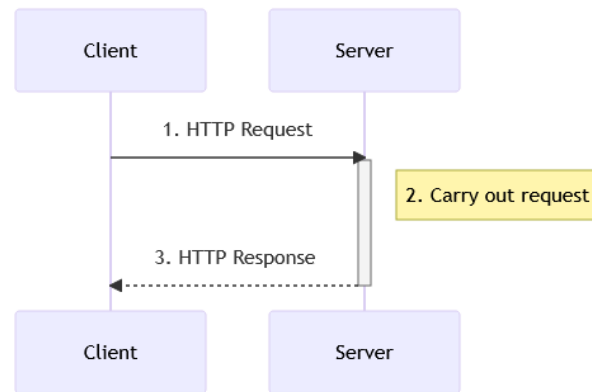 Client
Server
1. HTTP Request
2. Carry out request
3. HTTP Response
Client
Server